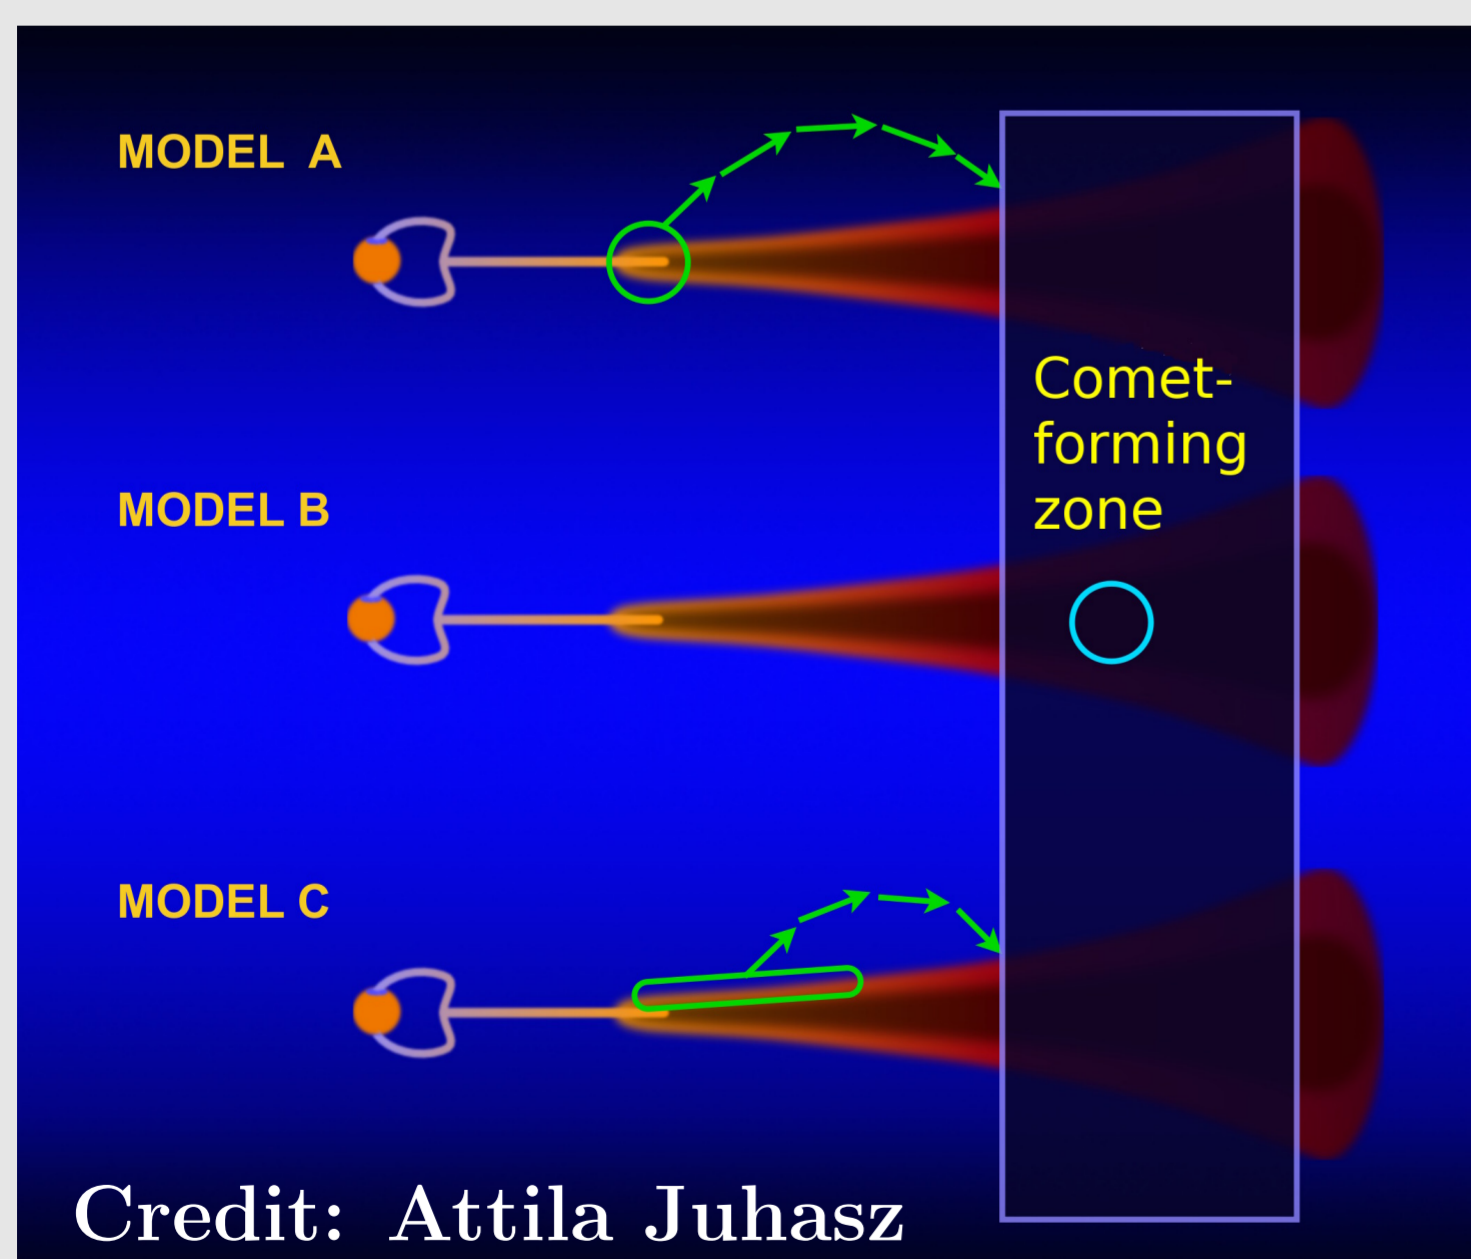 MODEL A
Comet-
forming
zone
MODEL B
MODEL C
Credit: Attila Juhasz